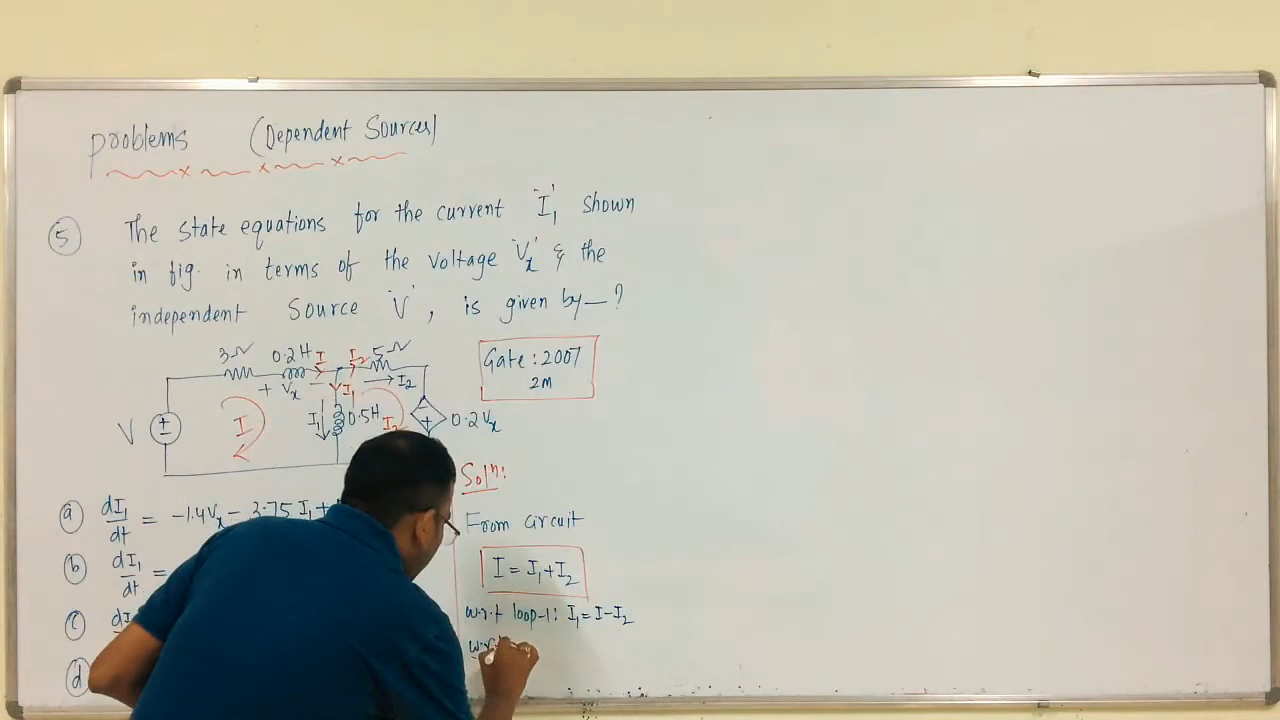 problems (Dependent Sources)
5 The state equations for the current 'I₁' shown
in fig. in terms of the voltage 'Vx' & the
independent Source 'V', is given by — ?
3Ω 0.2H I I₂ 5Ω
+ Vx − → I₂
I₁
V + − I I₁ 0.5H I₂ − + 0.2Vx
Gate : 2007
2M
Solⁿ:
a dI₁/dt = -1.4Vx - 3.75 I₁ +
b dI₁/dt =
c
d
From circuit
I = I₁ + I₂
w.r.t loop-1: I₁ = I - I₂